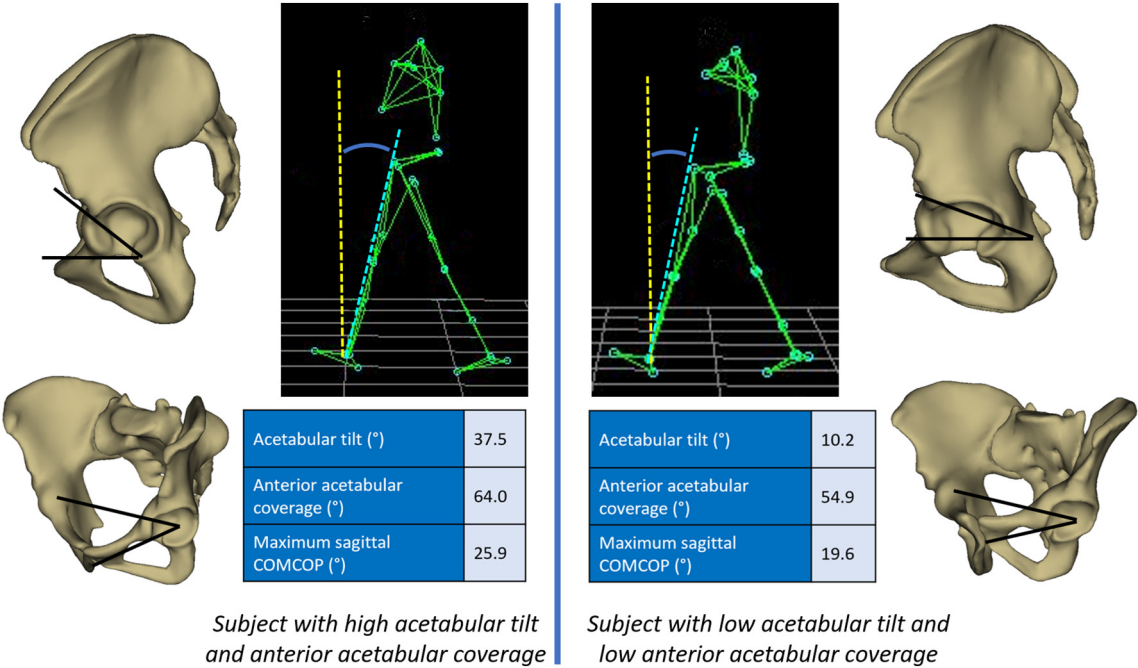 Acetabular tilt (°) 37.5
Anterior acetabular
coverage (°) 64.0
Maximum sagittal
COMCOP (°) 25.9
Subject with high acetabular tilt
and anterior acetabular coverage
Acetabular tilt (°) 10.2
Anterior acetabular
coverage (°) 54.9
Maximum sagittal
COMCOP (°) 19.6
Subject with low acetabular tilt and
low anterior acetabular coverage